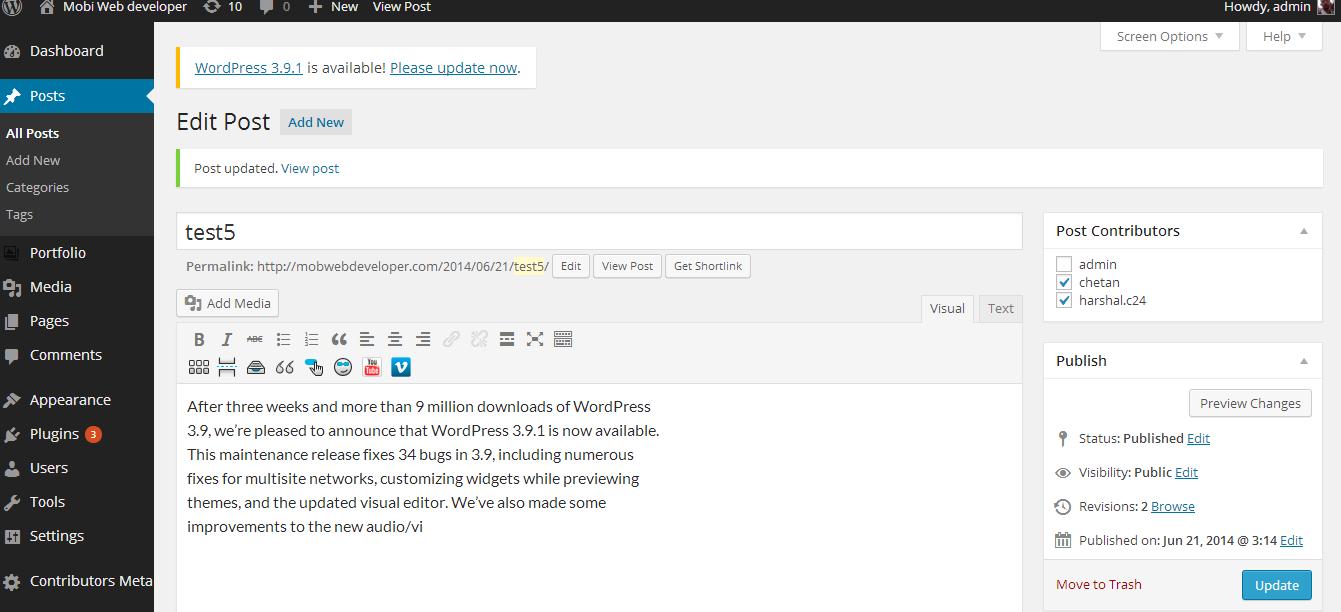 Mobi Web developer 10 0 New View Post Howdy, admin
Dashboard
Posts
All Posts
Add New
Categories
Tags
Portfolio
Media
Pages
Comments
Appearance
Plugins 3
Users
Tools
Settings
Contributors Meta
Screen Options Help
WordPress 3.9.1 is available! Please update now.
Edit Post Add New
Post updated. View post
test5
Permalink: http://mobwebdeveloper.com/2014/06/21/test5/ Edit View Post Get Shortlink
Add Media
Visual Text
B I ABC
You Tube
After three weeks and more than 9 million downloads of WordPress
3.9, we’re pleased to announce that WordPress 3.9.1 is now available.
This maintenance release fixes 34 bugs in 3.9, including numerous
fixes for multisite networks, customizing widgets while previewing
themes, and the updated visual editor. We’ve also made some
improvements to the new audio/vi
Post Contributors
admin
chetan
harshal.c24
Publish
Preview Changes
Status: Published Edit
Visibility: Public Edit
Revisions: 2 Browse
Published on: Jun 21, 2014 @ 3:14 Edit
Move to Trash Update